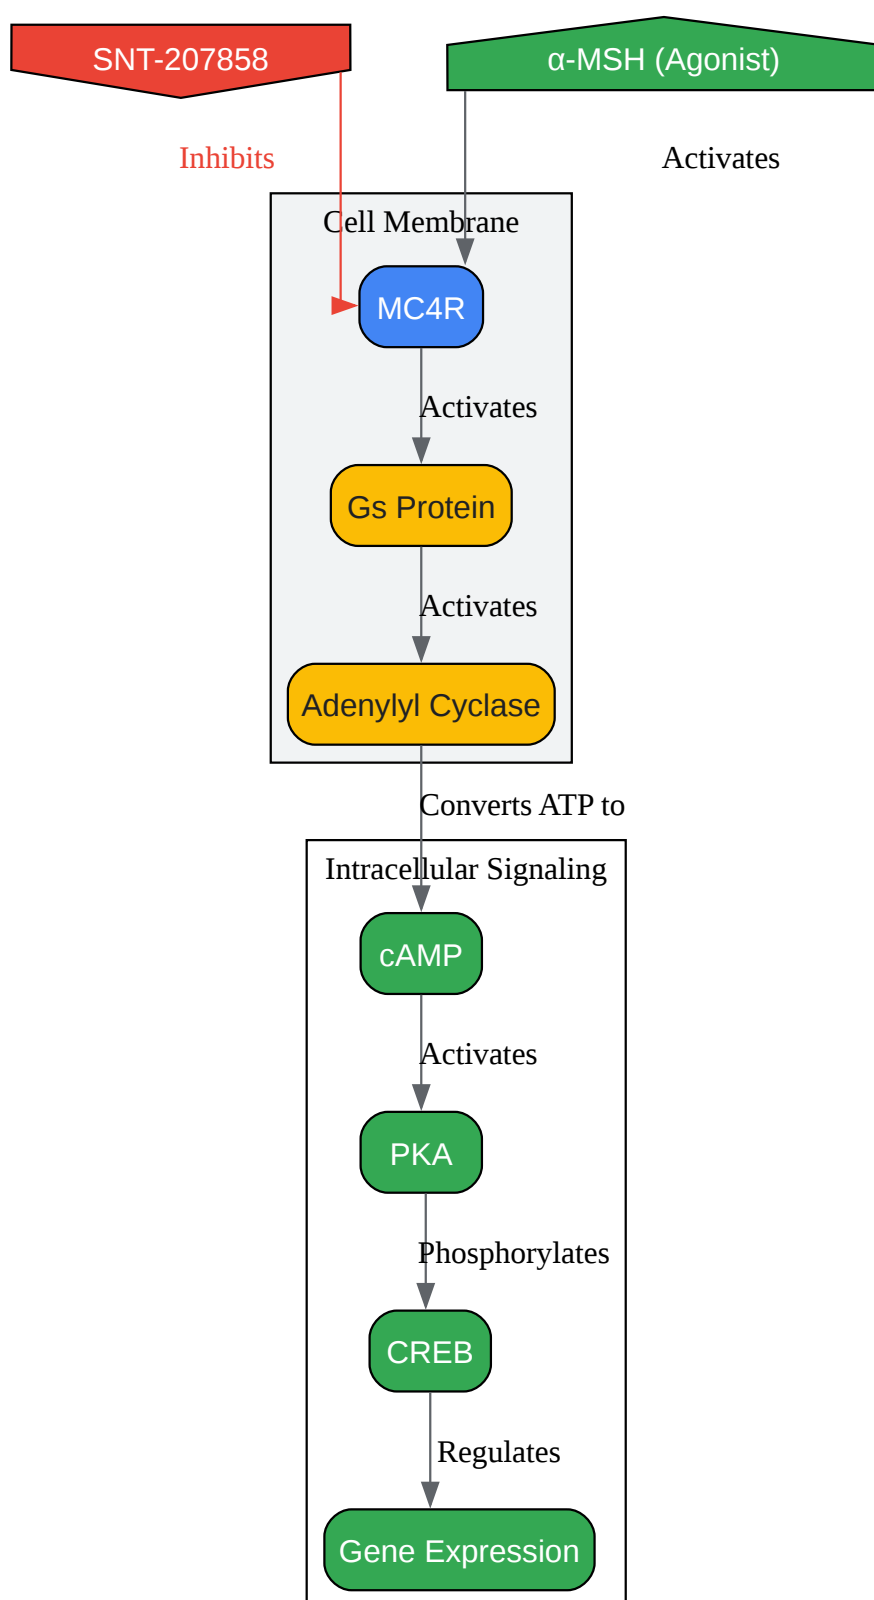 SNT-207858
α-MSH (Agonist)
Inhibits
Activates
Cell Membrane
MC4R
Activates
Gs Protein
Activates
Adenylyl Cyclase
Converts ATP to
Intracellular Signaling
cAMP
Activates
PKA
Phosphorylates
CREB
Regulates
Gene Expression